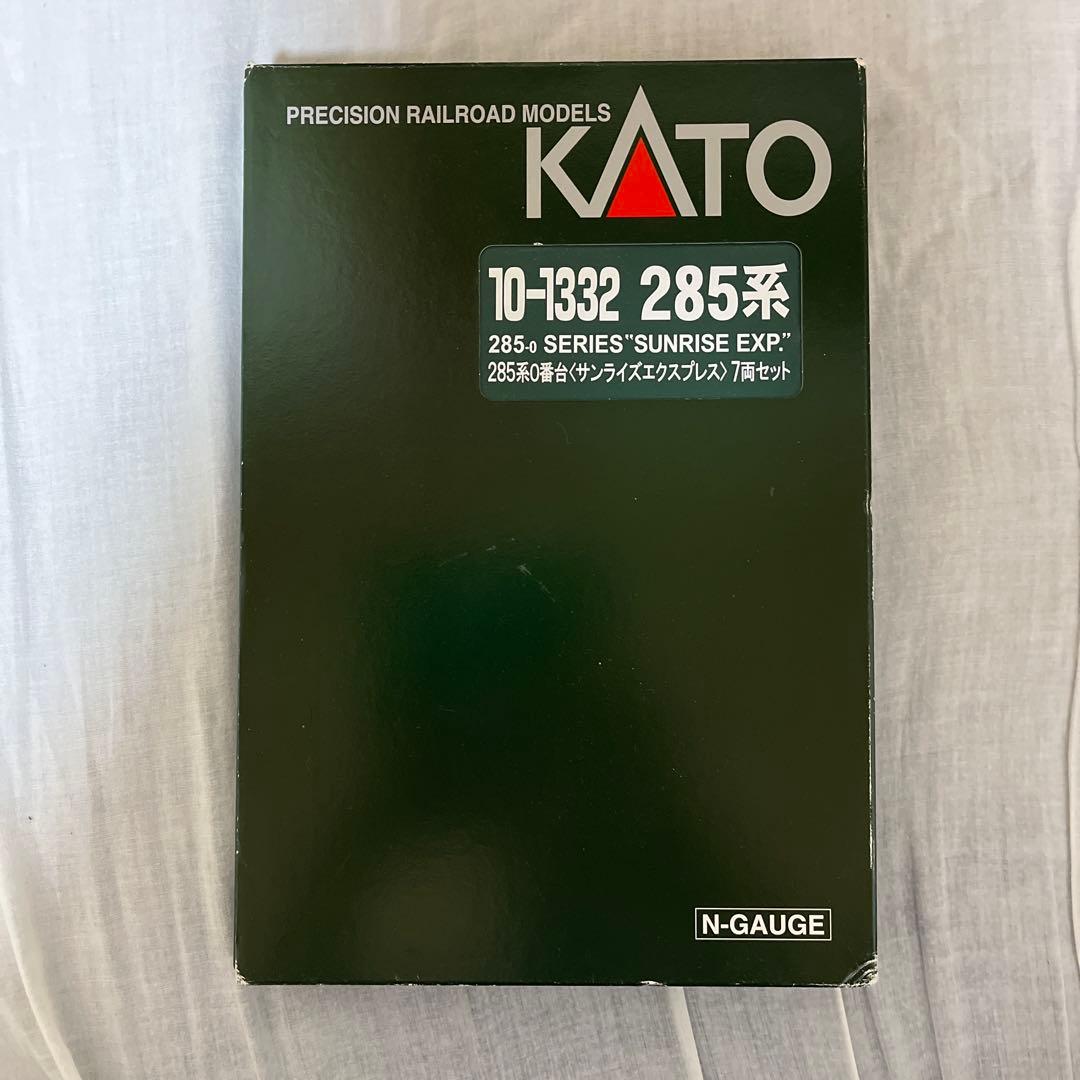 PRECISION RAILROAD MODELS
KATO
10-1332 285系
285-0 SERIES "SUNRISE EXP."
285系0番台〈サンライズエクスプレス〉7両セット
N-GAUGE